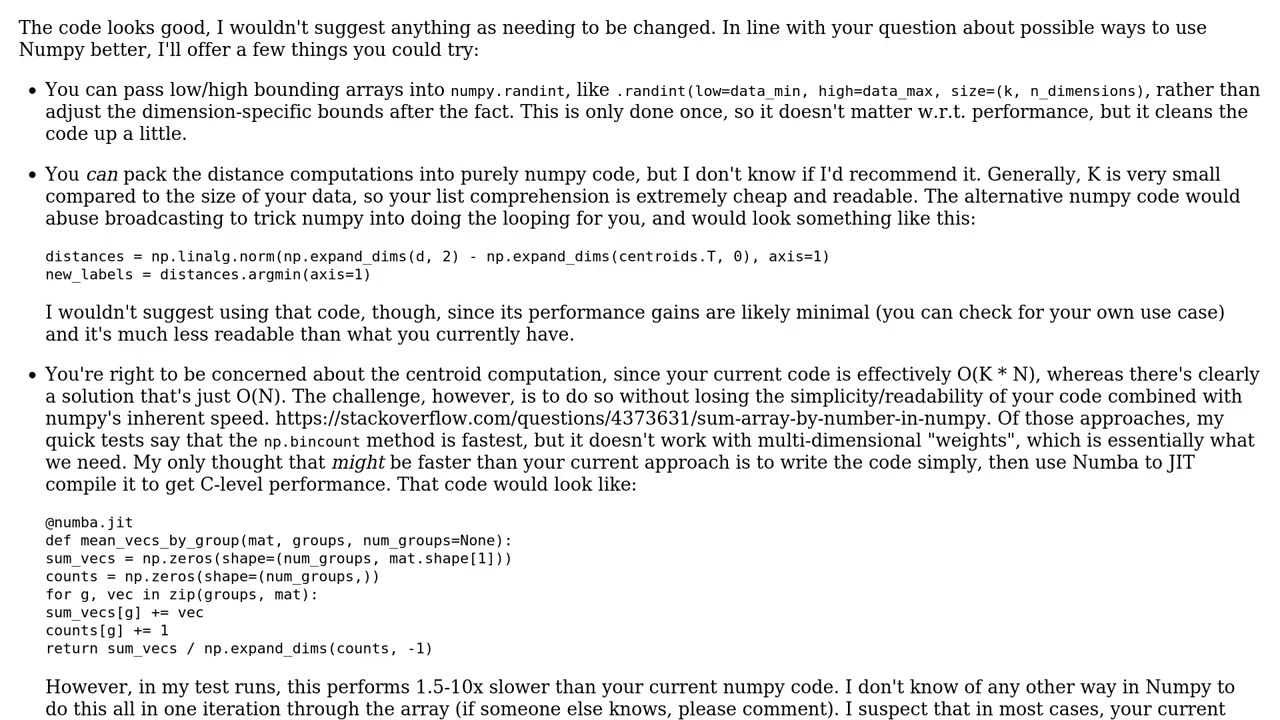 The code looks good, I wouldn't suggest anything as needing to be changed. In line with your question about possible ways to use
Numpy better, I'll offer a few things you could try:
• You can pass low/high bounding arrays into numpy.randint, like .randint(low=data_min, high=data_max, size=(k, n_dimensions), rather than
adjust the dimension-specific bounds after the fact. This is only done once, so it doesn't matter w.r.t. performance, but it cleans the
code up a little.
• You can pack the distance computations into purely numpy code, but I don't know if I'd recommend it. Generally, K is very small
compared to the size of your data, so your list comprehension is extremely cheap and readable. The alternative numpy code would
abuse broadcasting to trick numpy into doing the looping for you, and would look something like this:
distances = np.linalg.norm(np.expand_dims(d, 2) - np.expand_dims(centroids.T, 0), axis=1)
new_labels = distances.argmin(axis=1)
I wouldn't suggest using that code, though, since its performance gains are likely minimal (you can check for your own use case)
and it's much less readable than what you currently have.
• You're right to be concerned about the centroid computation, since your current code is effectively O(K * N), whereas there's clearly
a solution that's just O(N). The challenge, however, is to do so without losing the simplicity/readability of your code combined with
numpy's inherent speed. https://stackoverflow.com/questions/4373631/sum-array-by-number-in-numpy. Of those approaches, my
quick tests say that the np.bincount method is fastest, but it doesn't work with multi-dimensional "weights", which is essentially what
we need. My only thought that might be faster than your current approach is to write the code simply, then use Numba to JIT
compile it to get C-level performance. That code would look like:
@numba.jit
def mean_vecs_by_group(mat, groups, num_groups=None):
sum_vecs = np.zeros(shape=(num_groups, mat.shape[1]))
counts = np.zeros(shape=(num_groups,))
for g, vec in zip(groups, mat):
sum_vecs[g] += vec
counts[g] += 1
return sum_vecs / np.expand_dims(counts, -1)
However, in my test runs, this performs 1.5-10x slower than your current numpy code. I don't know of any other way in Numpy to
do this all in one iteration through the array (if someone else knows, please comment). I suspect that in most cases, your current